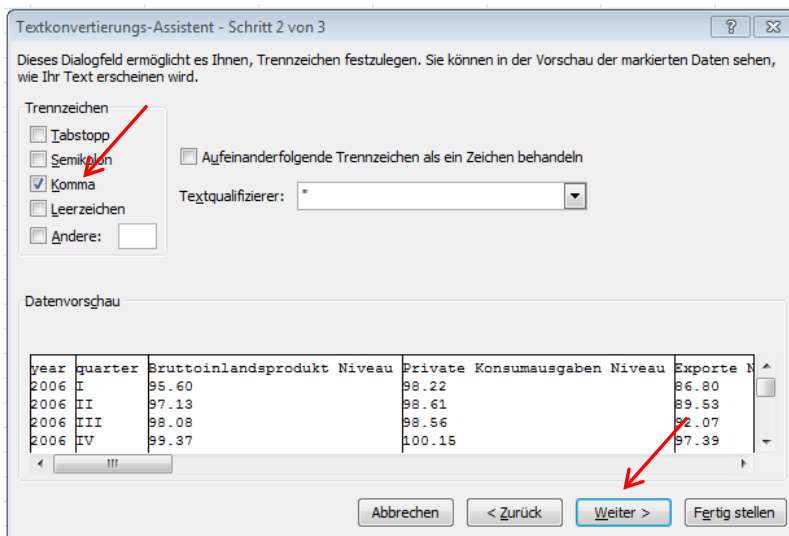 Textkonvertierungs-Assistent - Schritt 2 von 3
Dieses Dialogfeld ermöglicht es Ihnen, Trennzeichen festzulegen. Sie können in der Vorschau der markierten Daten sehen,
wie Ihr Text erscheinen wird.
Trennzeichen
Tabstopp
Semikolon
Komma
Leerzeichen
Andere:
Aufeinanderfolgende Trennzeichen als ein Zeichen behandeln
Textqualifizierer: "
Datenvorschau
year quarter Bruttoinlandsprodukt Niveau Private Konsumausgaben Niveau Exporte N
2006 I 95.60 98.22 86.80
2006 II 97.13 98.61 89.53
2006 III 98.08 98.56 92.07
2006 IV 99.37 100.15 97.39
Abbrechen < Zurück Weiter > Fertig stellen